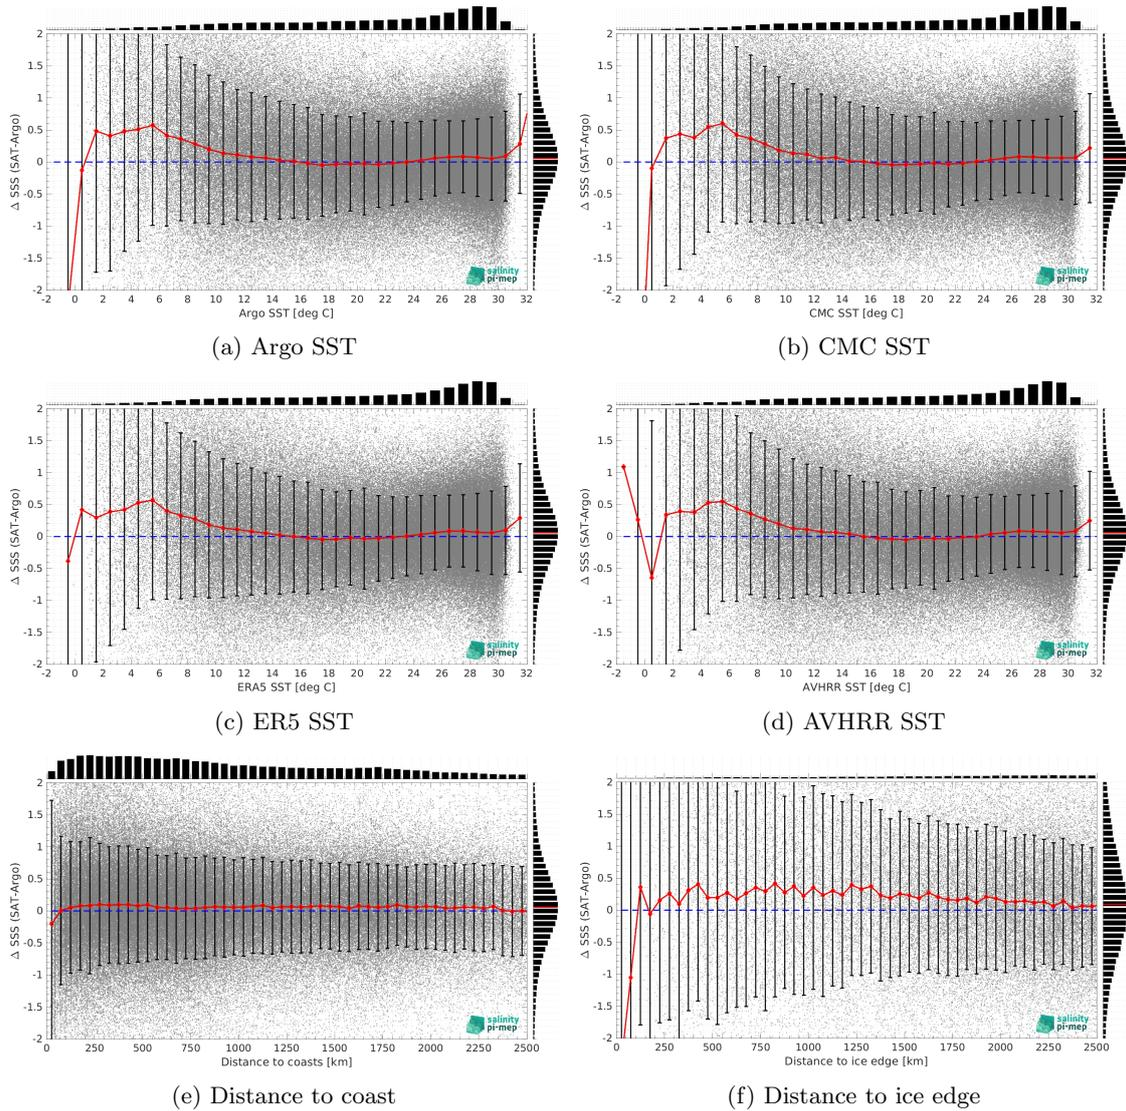 2
1.5
1
0.5
0
-0.5
-1
-1.5
-2
Δ SSS (SAT-Argo)
salinity
pi-mep
-2 0 2 4 6 8 10 12 14 16 18 20 22 24 26 28 30 32
Argo SST [deg C]
(a) Argo SST
2
1.5
1
0.5
0
-0.5
-1
-1.5
-2
Δ SSS (SAT-Argo)
salinity
pi-mep
-2 0 2 4 6 8 10 12 14 16 18 20 22 24 26 28 30 32
CMC SST [deg C]
(b) CMC SST
2
1.5
1
0.5
0
-0.5
-1
-1.5
-2
Δ SSS (SAT-Argo)
salinity
pi-mep
-2 0 2 4 6 8 10 12 14 16 18 20 22 24 26 28 30 32
ERA5 SST [deg C]
(c) ER5 SST
2
1.5
1
0.5
0
-0.5
-1
-1.5
-2
Δ SSS (SAT-Argo)
salinity
pi-mep
-2 0 2 4 6 8 10 12 14 16 18 20 22 24 26 28 30 32
AVHRR SST [deg C]
(d) AVHRR SST
2
1.5
1
0.5
0
-0.5
-1
-1.5
-2
Δ SSS (SAT-Argo)
salinity
pi-mep
0 250 500 750 1000 1250 1500 1750 2000 2250 2500
Distance to coasts [km]
(e) Distance to coast
2
1.5
1
0.5
0
-0.5
-1
-1.5
-2
Δ SSS (SAT-Argo)
salinity
pi-mep
0 250 500 750 1000 1250 1500 1750 2000 2250 2500
Distance to ice edge [km]
(f) Distance to ice edge